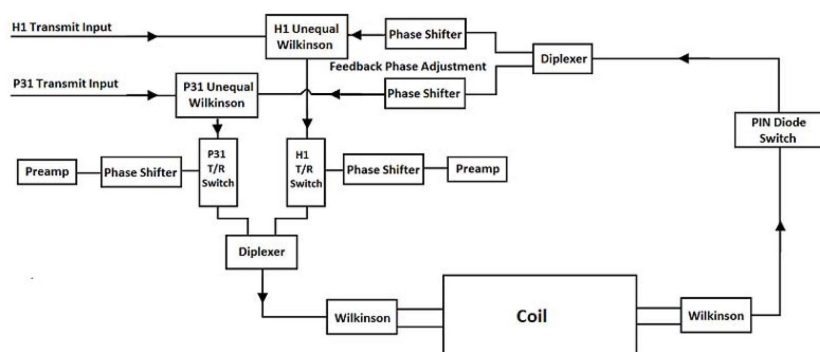 H1 Transmit Input
H1 Unequal
Wilkinson
Phase Shifter
Diplexer
Feedback Phase Adjustment
P31 Transmit Input
P31 Unequal
Wilkinson
Phase Shifter
PIN Diode
Switch
Preamp
Phase Shifter
P31
T/R
Switch
H1
T/R
Switch
Phase Shifter
Preamp
Diplexer
Wilkinson
Coil
Wilkinson